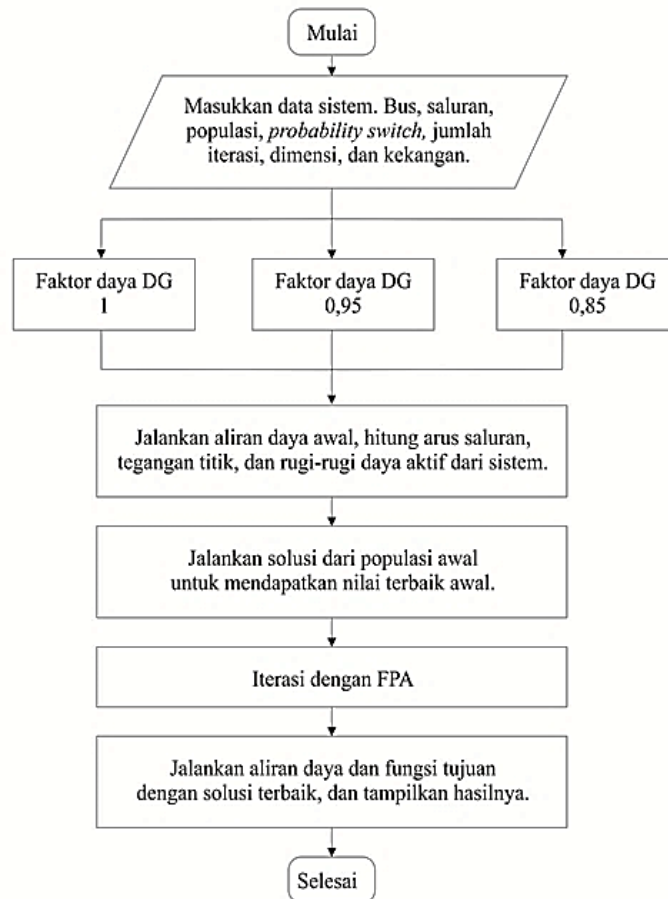 Mulai
Masukkan data sistem. Bus, saluran,
populasi, probability switch, jumlah
iterasi, dimensi, dan kekangan.
Faktor daya DG
1
Faktor daya DG
0,95
Faktor daya DG
0,85
Jalankan aliran daya awal, hitung arus saluran,
tegangan titik, dan rugi-rugi daya aktif dari sistem.
Jalankan solusi dari populasi awal
untuk mendapatkan nilai terbaik awal.
Iterasi dengan FPA
Jalankan aliran daya dan fungsi tujuan
dengan solusi terbaik, dan tampilkan hasilnya.
Selesai